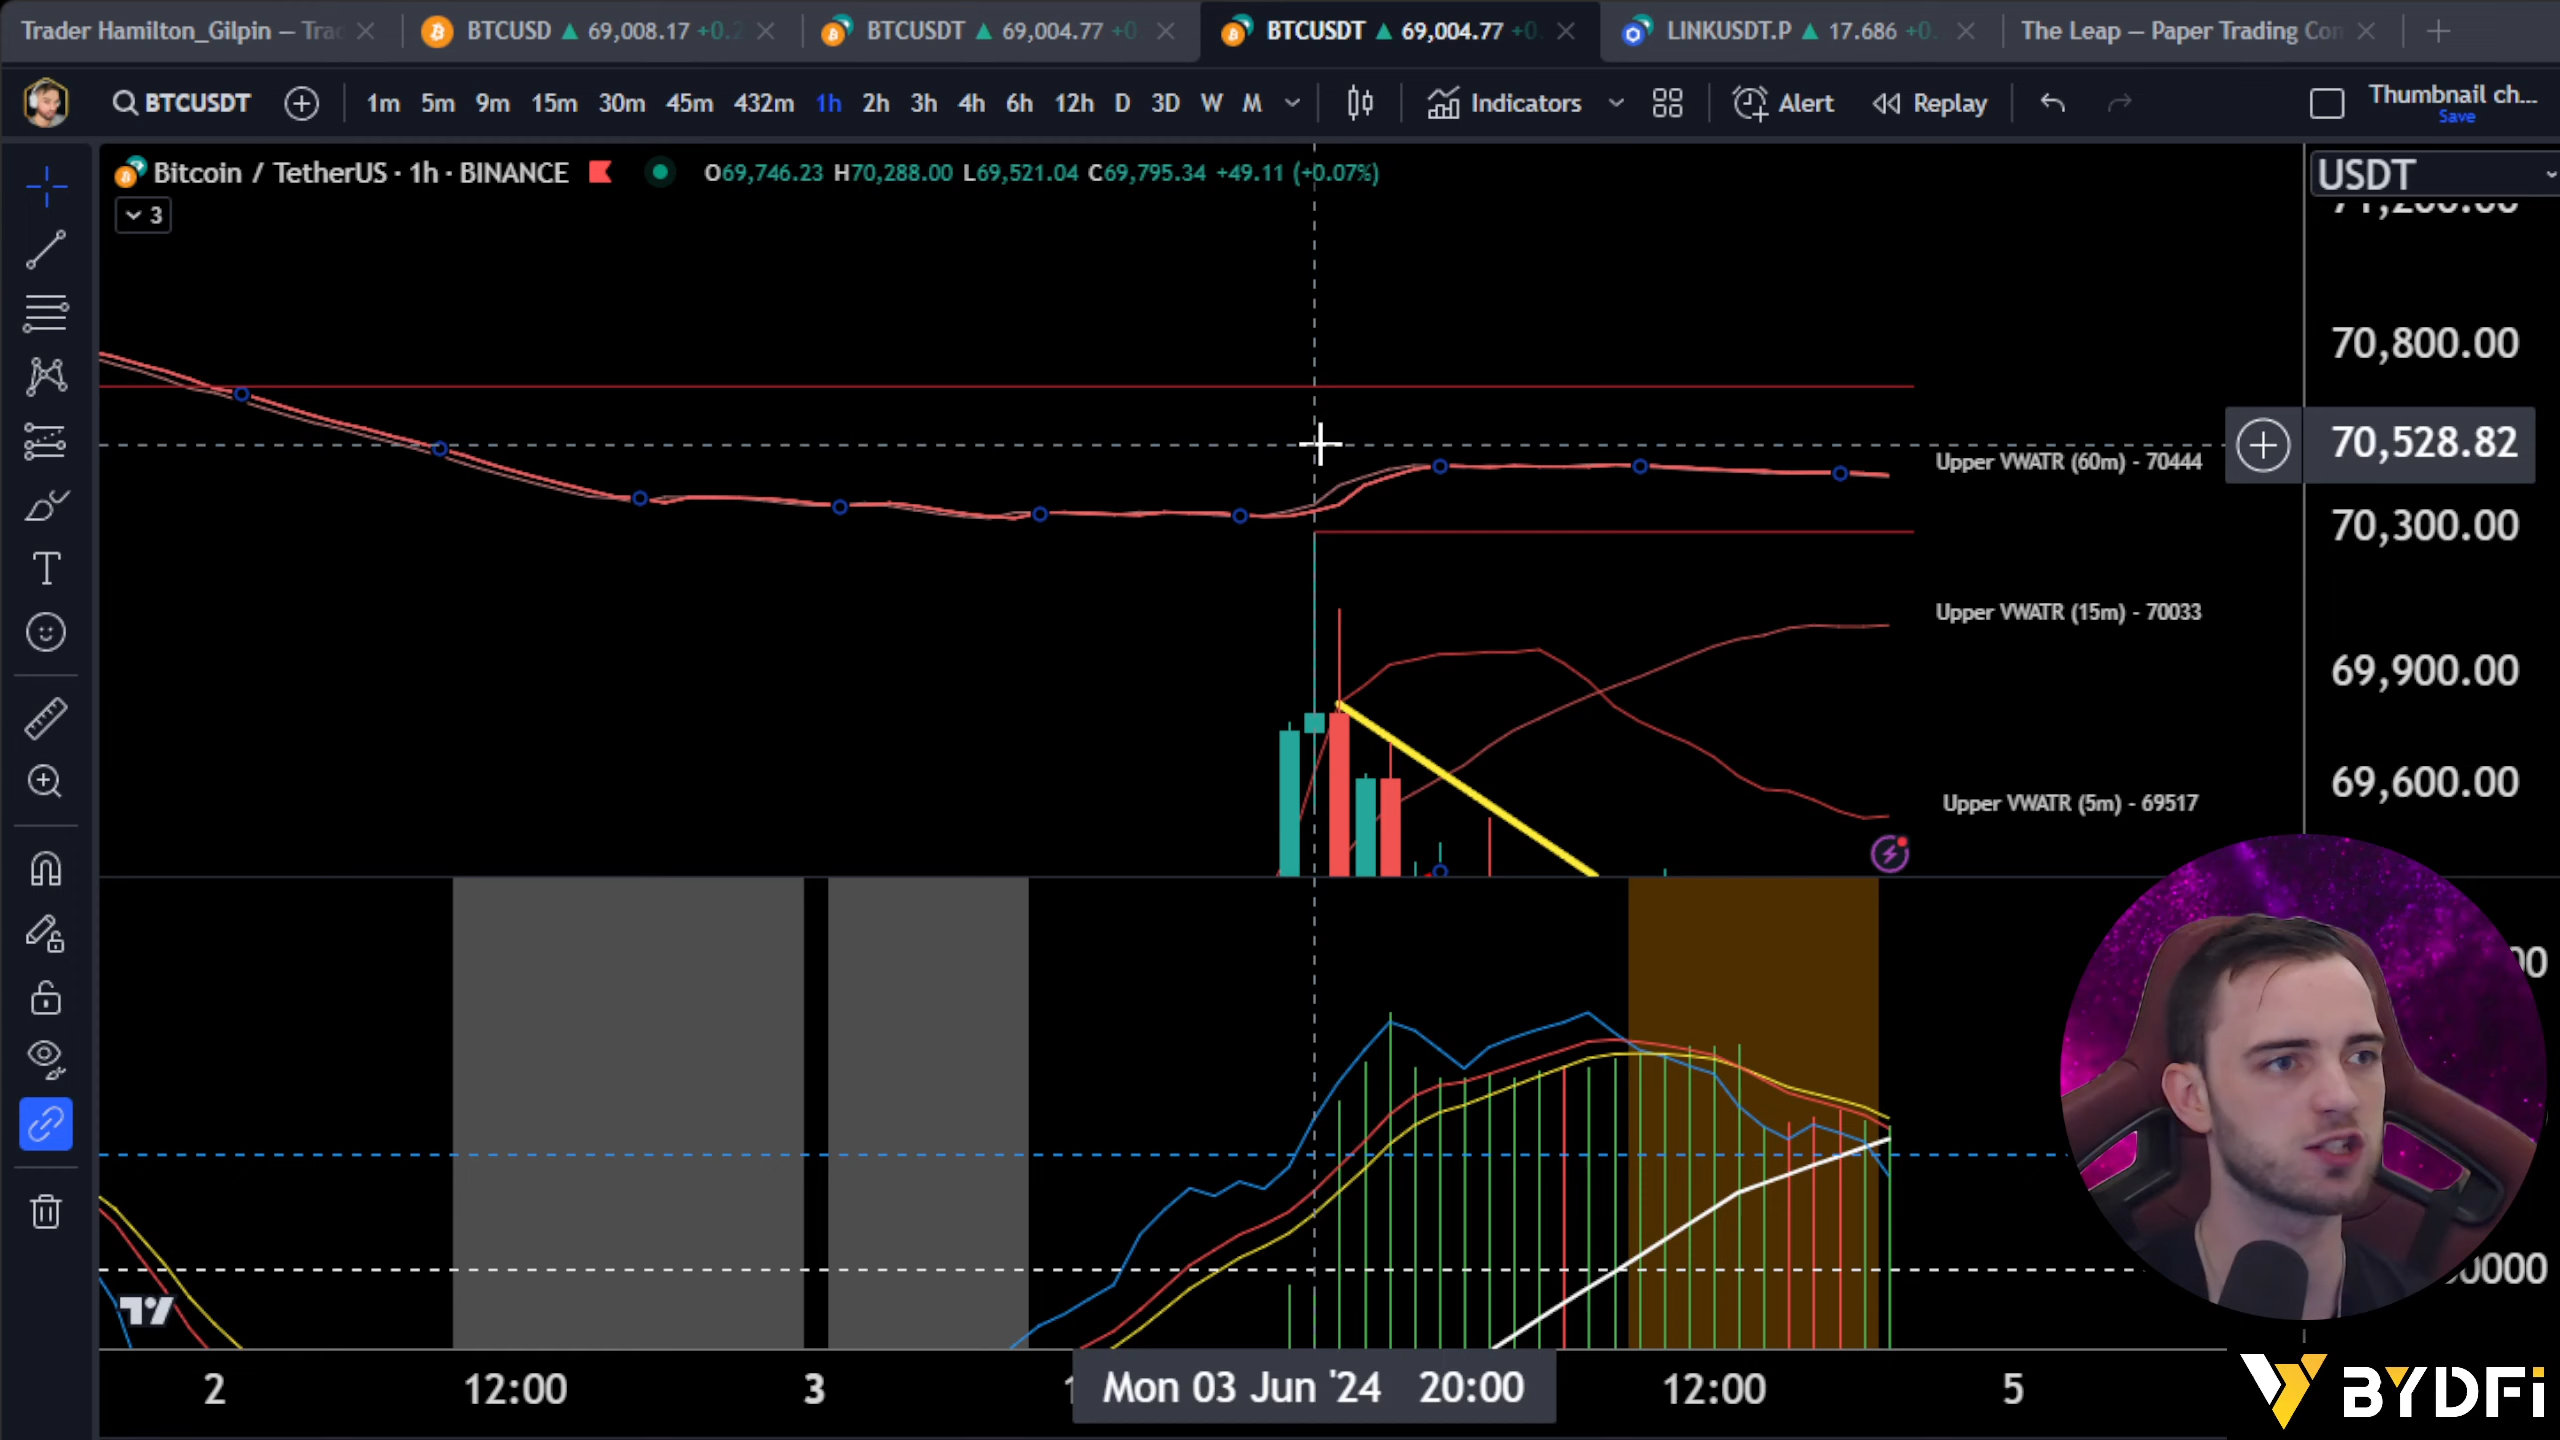 Trader Hamilton_Gilpin — Trac
BTCUSD ▲ 69,008.17 +0.2
BTCUSDT ▲ 69,004.77 +0
BTCUSDT ▲ 69,004.77 +0.
LINKUSDT.P ▲ 17.686 +0.
The Leap — Paper Trading Con
BTCUSDT
1m 5m 9m 15m 30m 45m 432m 1h 2h 3h 4h 6h 12h D 3D W M
Indicators
Alert
Replay
Thumbnail ch...
Save
Bitcoin / TetherUS · 1h · BINANCE
O69,746.23 H70,288.00 L69,521.04 C69,795.34 +49.11 (+0.07%)
3
USDT
70,800.00
70,528.82
Upper VWATR (60m) - 70444
70,300.00
Upper VWATR (15m) - 70033
69,900.00
69,600.00
Upper VWATR (5m) - 69517
2 12:00 3
Mon 03 Jun '24 20:00
12:00 5
BYDFi